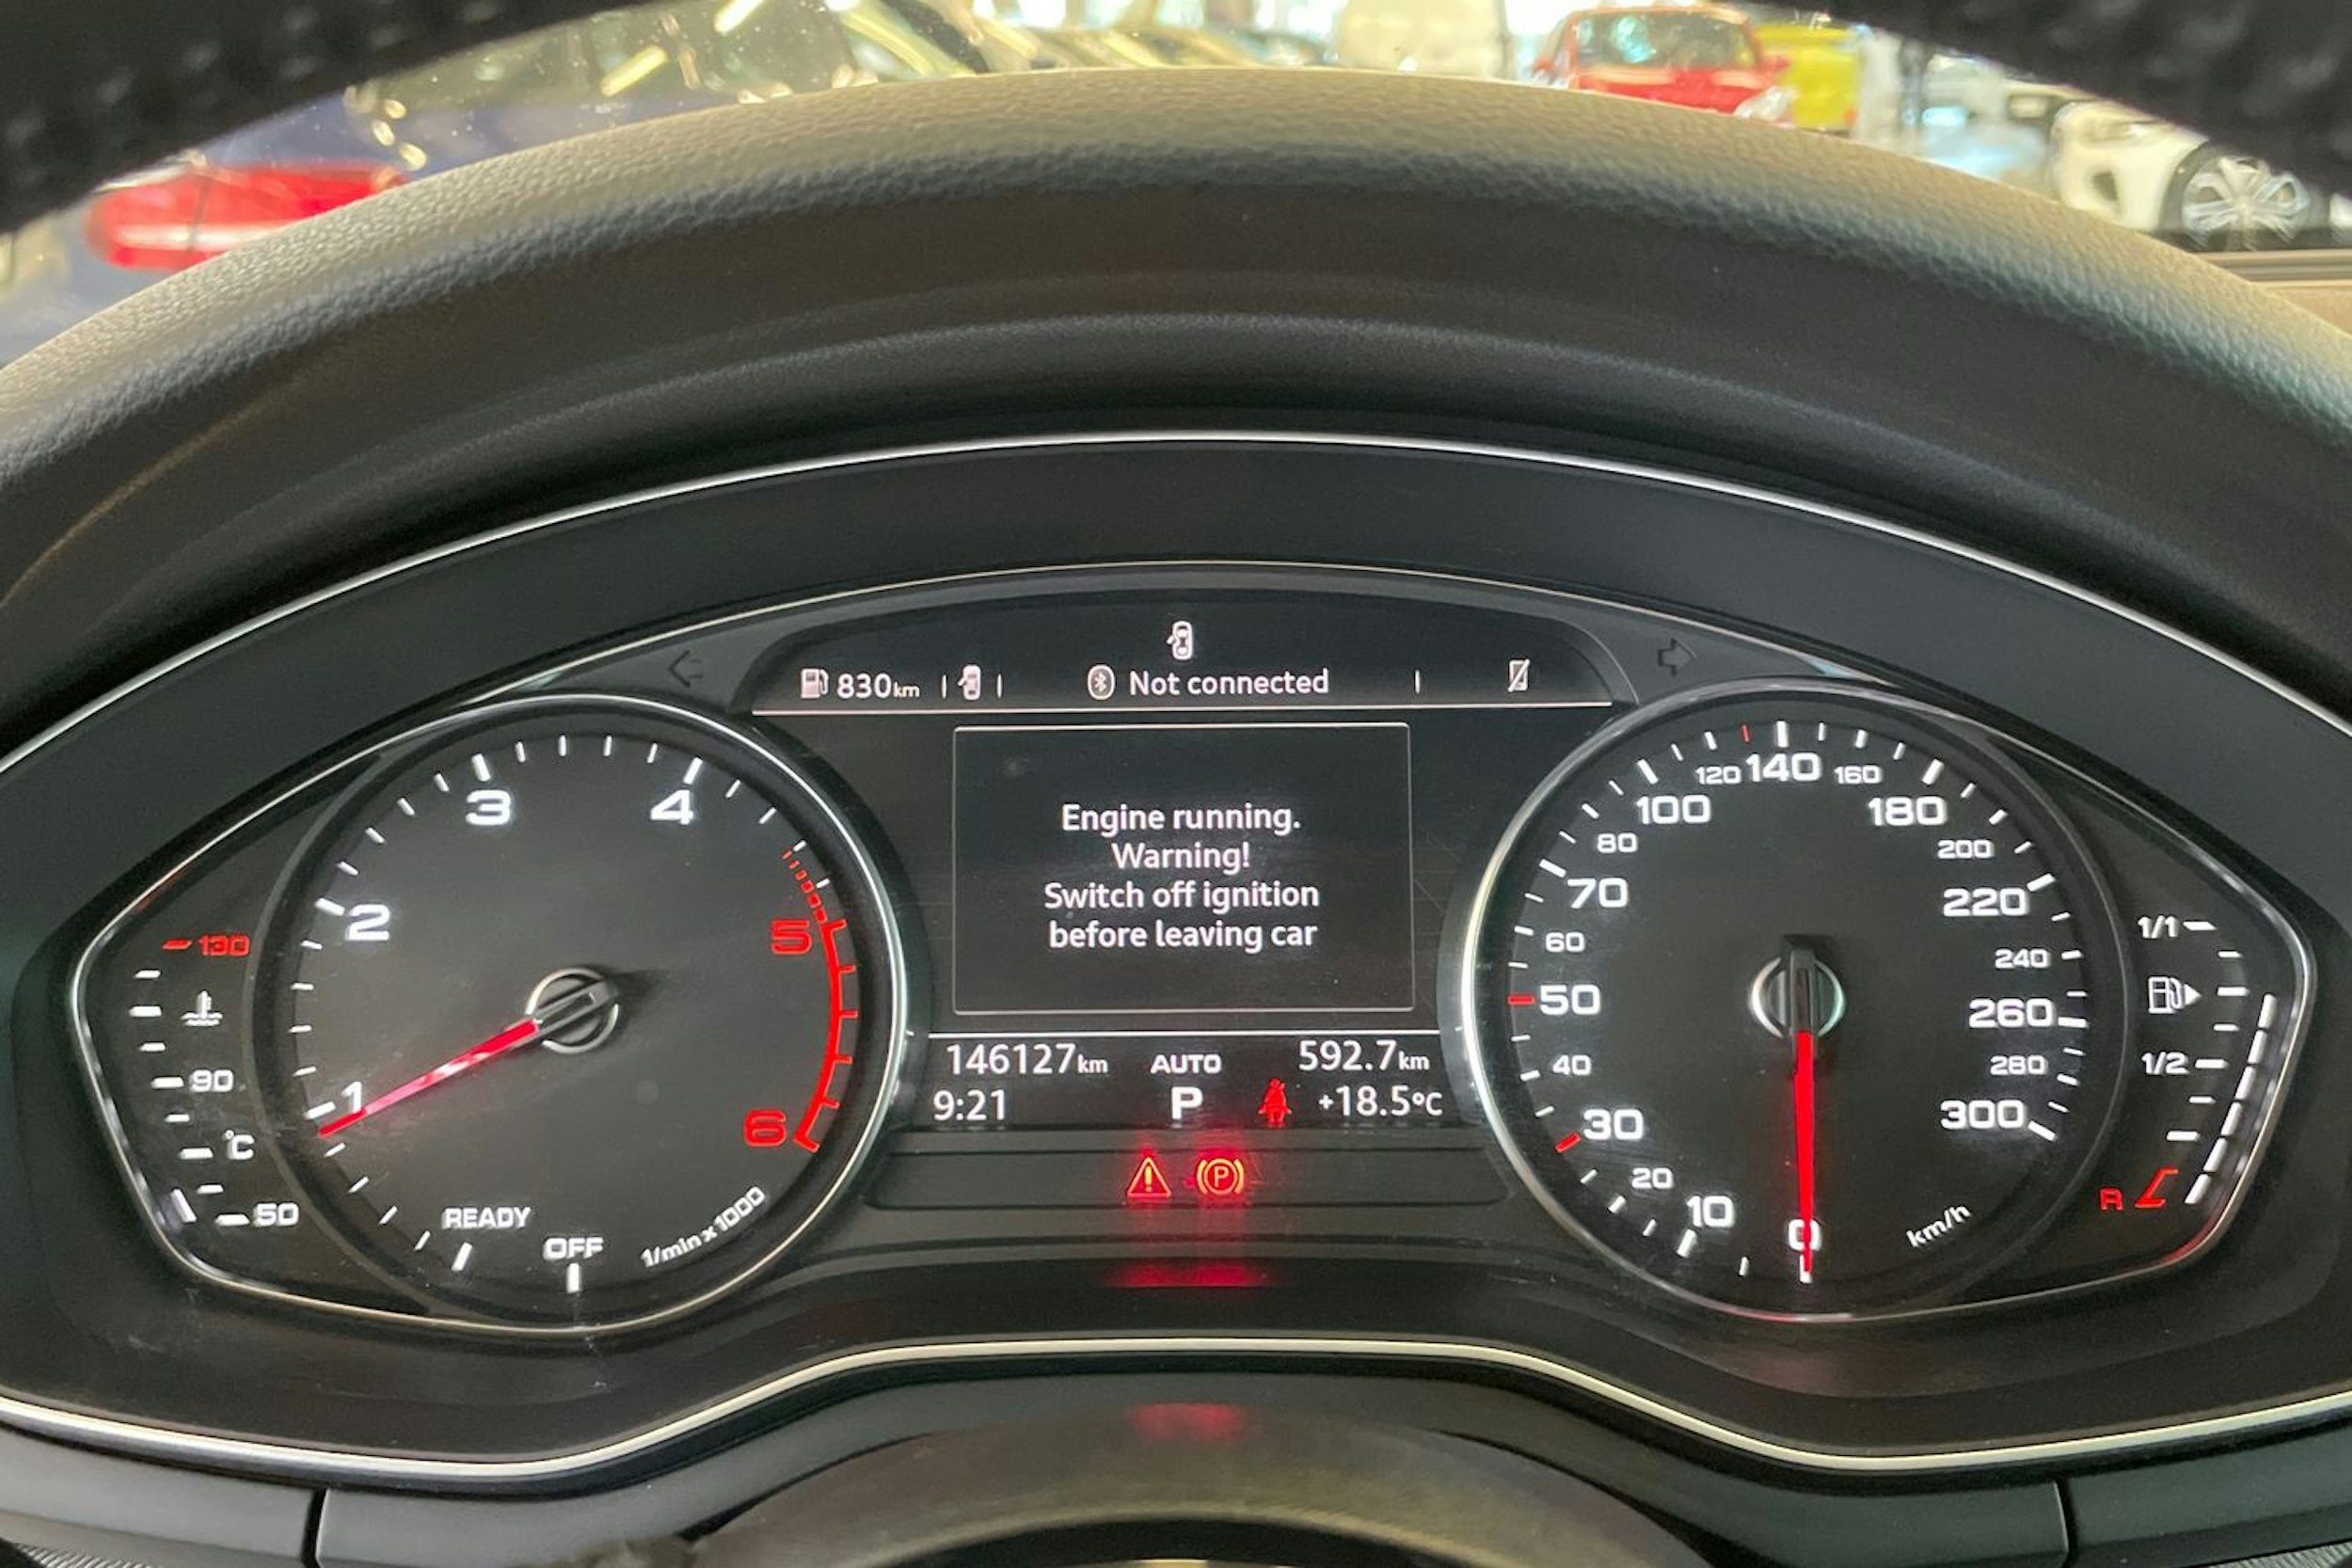 830km
Not connected
Engine running.
Warning!
Switch off ignition
before leaving car
146127km AUTO 592.7km
9:21 P +18.5°C
130
90
°C
50
1
2
3
4
5
6
READY
OFF
1/min x 1000
0
10
20
30
40
50
60
70
80
100
120
140
160
180
200
220
240
260
280
300
km/h
1/1
1/2
R
P